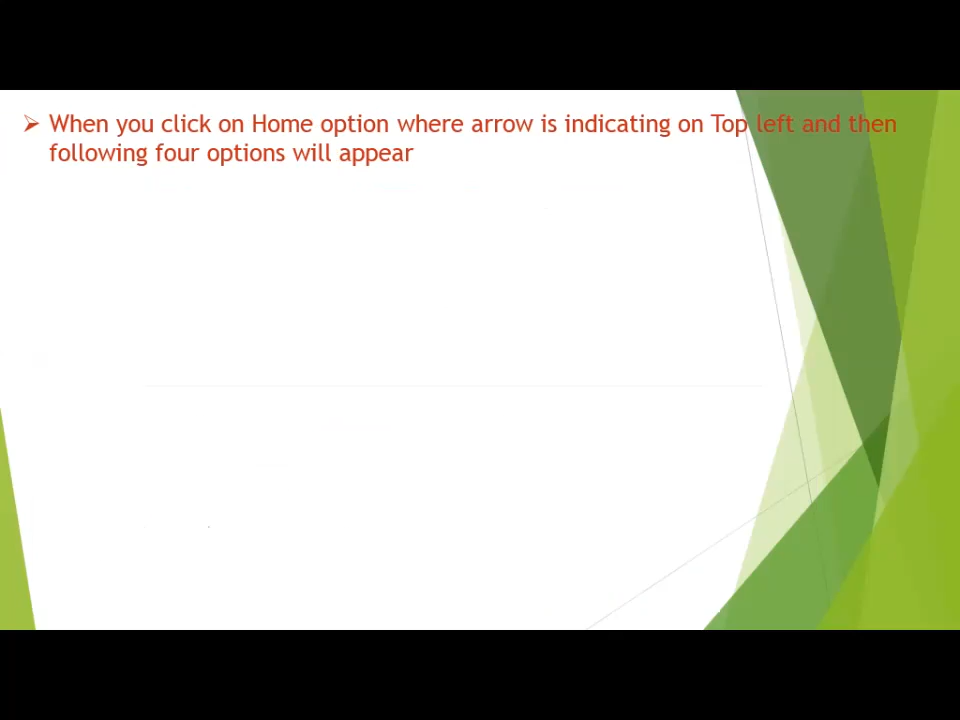 ➢ When you click on Home option where arrow is indicating on Top left and then
following four options will appear